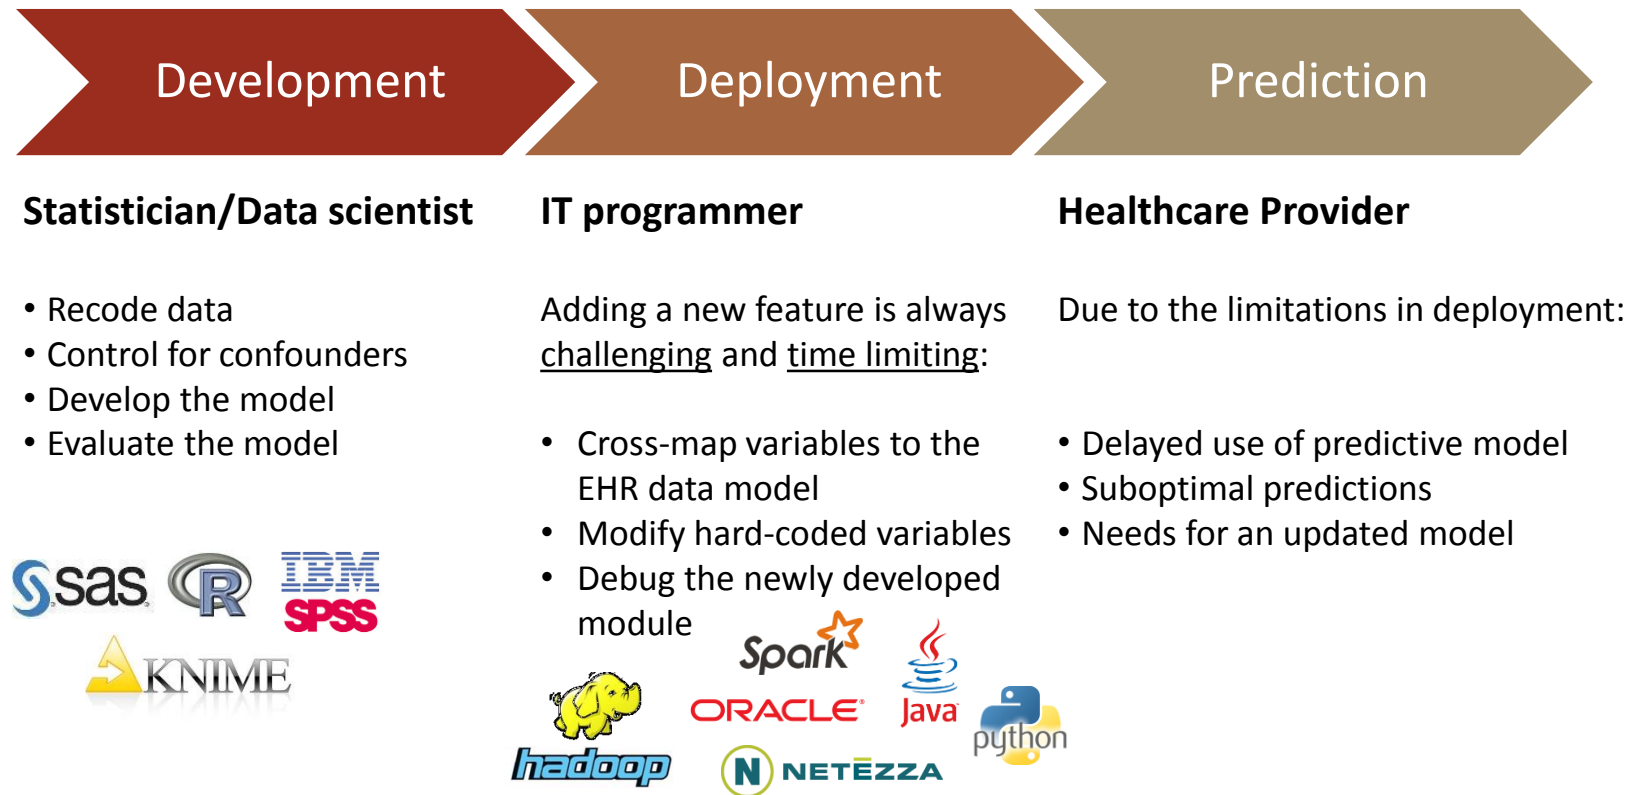 Development
Deployment
Prediction
Statistician/Data scientist
• Recode data
• Control for confounders
• Develop the model
• Evaluate the model
SSas.
R
IBM
SPSS
KNIME
IT programmer
Adding a new feature is always
challenging and time limiting:
• Cross-map variables to the
EHR data model
• Modify hard-coded variables
• Debug the newly developed
module
Spark
Java
ORACLE
python
hadoop
N NETĒZZA
Healthcare Provider
Due to the limitations in deployment:
• Delayed use of predictive model
• Suboptimal predictions
• Needs for an updated model